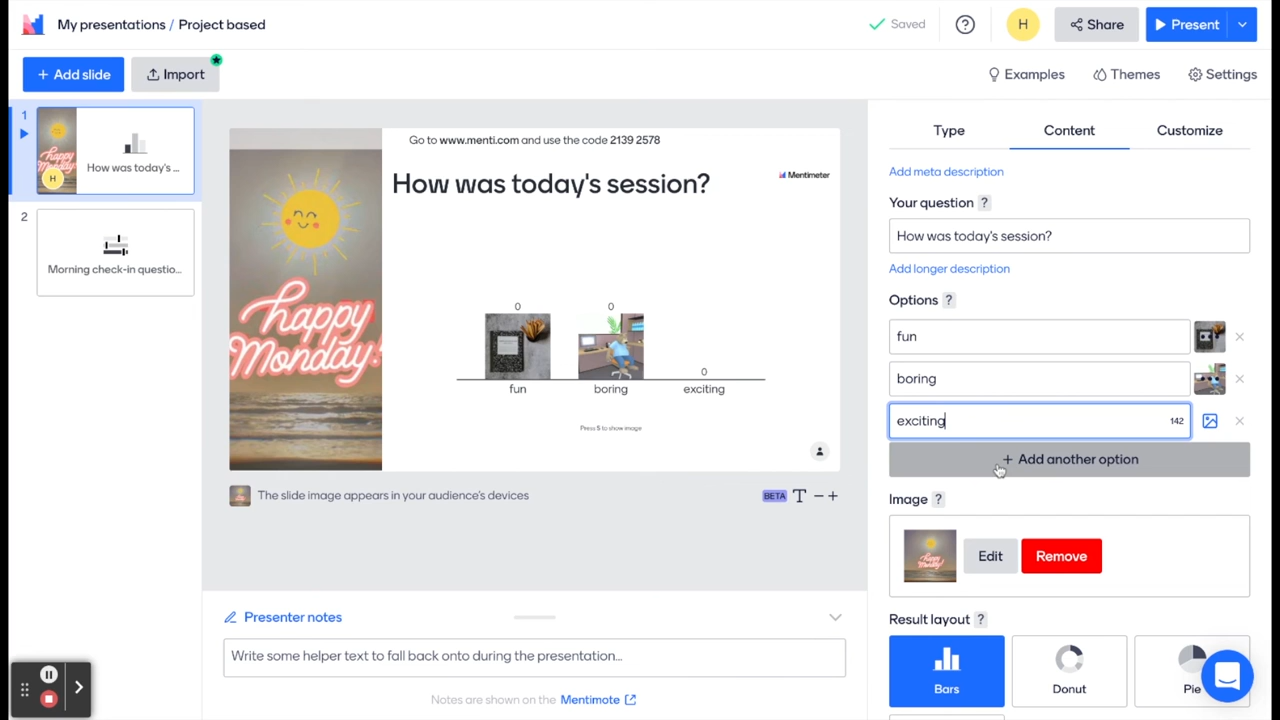 My presentations / Project based
Saved
?
H
Share
Present
+ Add slide
Import
Examples
Themes
Settings
1
How was today's ...
H
2
Morning check-in questio...
Go to www.menti.com and use the code 2139 2578
How was today's session?
Mentimeter
happy
Monday!
0
0
0
fun
boring
exciting
Press S to show image
The slide image appears in your audience's devices
BETA
T
Presenter notes
Write some helper text to fall back onto during the presentation...
Notes are shown on the Mentimote
Type
Content
Customize
Add meta description
Your question ?
How was today's session?
Add longer description
Options ?
fun
boring
exciting
142
+ Add another option
Image ?
Edit
Remove
Result layout ?
Bars
Donut
Pie